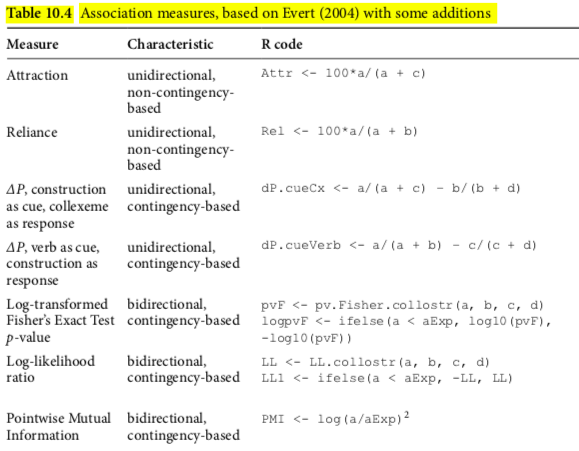 Table 10.4 Association measures, based on Evert (2004) with some additions
Measure Characteristic R code
Attraction unidirectional, Attr <- 100*a/(a + c)
non-contingency-
based
Reliance unidirectional, Rel <- 100*a/(a + b)
non-contingency-
based
ΔP, construction unidirectional, dP.cueCx <- a/(a + c) – b/(b + d)
as cue, collexeme contingency-based
as response
ΔP, verb as cue, unidirectional, dP.cueVerb <- a/(a + b) – c/(c + d)
construction as contingency-based
response
Log-transformed bidirectional, pvF <- pv.Fisher.collostr(a, b, c, d)
Fisher's Exact Test contingency-based logpvF <- ifelse(a < aExp, log10(pvF),
p-value -log10(pvF))
Log-likelihood bidirectional, LL <- LL.collostr(a, b, c, d)
ratio contingency-based LL1 <- ifelse(a < aExp, -LL, LL)
Pointwise Mutual bidirectional, PMI <- log(a/aExp)²
Information contingency-based